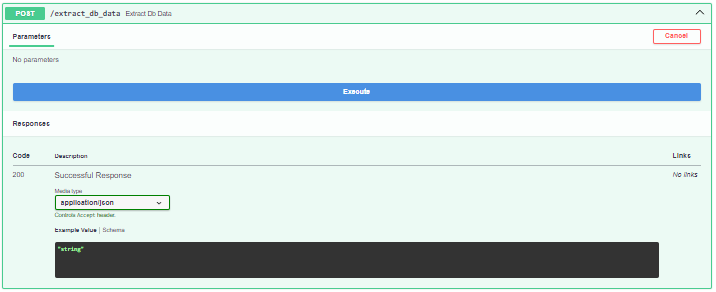 POST /extract_db_data Extract Db Data
Parameters Cancel
No parameters
Execute
Responses
Code Description Links
200 Successful Response No links
Media type
application/json
Controls Accept header.
Example Value | Schema
"string"